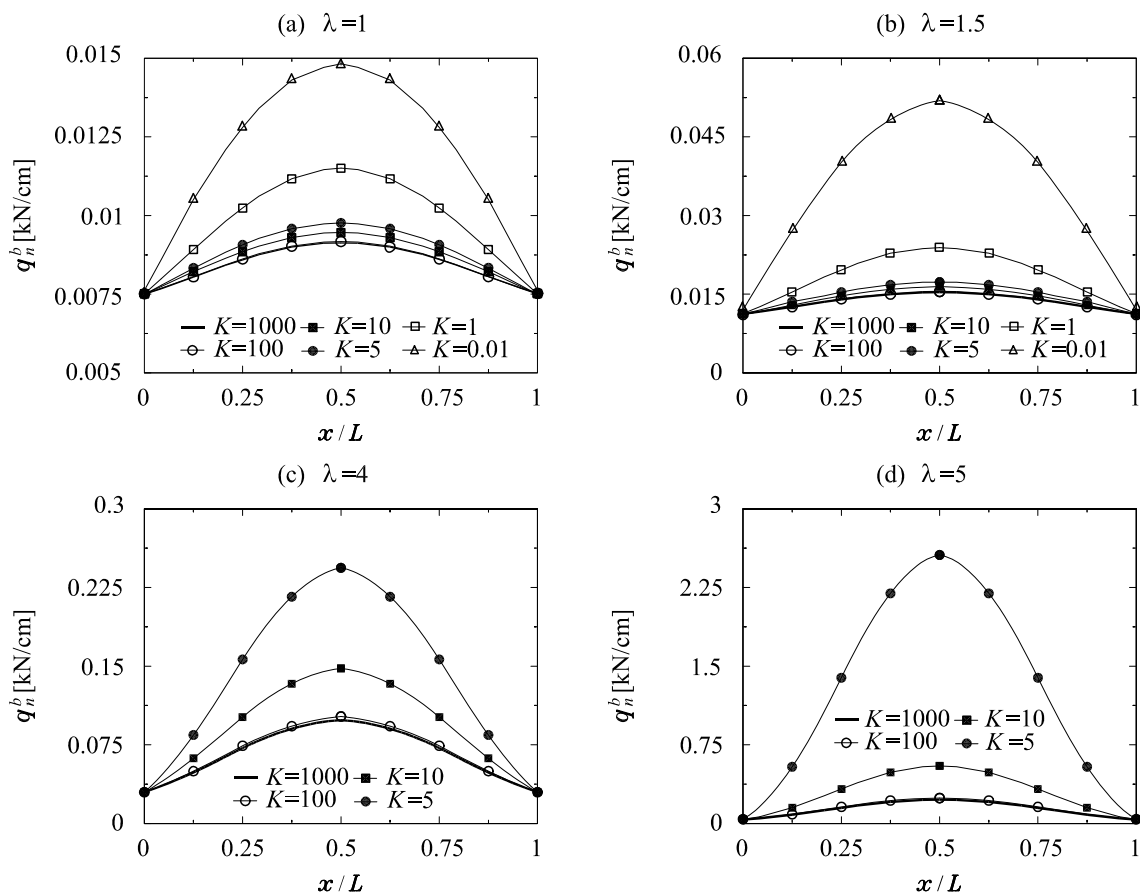 (a) λ=1
0.015
0.0125
0.01
0.0075
0.005
q_n^b [kN/cm]
K=1000 K=10 K=1
K=100 K=5 K=0.01
0 0.25 0.5 0.75 1
x/L
(b) λ=1.5
0.06
0.045
0.03
0.015
0
q_n^b [kN/cm]
K=1000 K=10 K=1
K=100 K=5 K=0.01
0 0.25 0.5 0.75 1
x/L
(c) λ=4
0.3
0.225
0.15
0.075
0
q_n^b [kN/cm]
K=1000 K=10
K=100 K=5
0 0.25 0.5 0.75 1
x/L
(d) λ=5
3
2.25
1.5
0.75
0
q_n^b [kN/cm]
K=1000 K=10
K=100 K=5
0 0.25 0.5 0.75 1
x/L